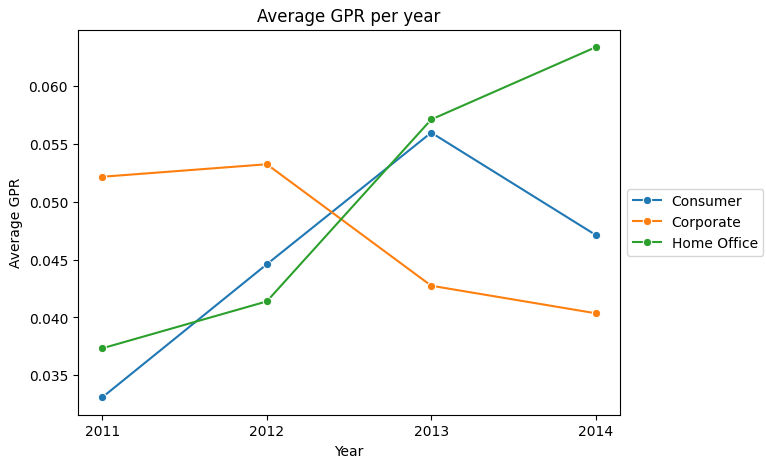 Average GPR per year
Average GPR
0.060
0.055
0.050
0.045
0.040
0.035
2011 2012 2013 2014
Year
Consumer
Corporate
Home Office